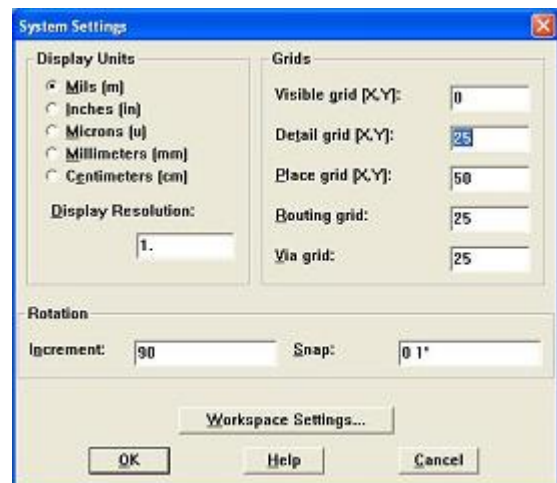 System Settings
Display Units
Mils (m)
Inches (in)
Microns (u)
Millimeters (mm)
Centimeters (cm)
Display Resolution:
1.
Grids
Visible grid [X,Y]: 0
Detail grid [X,Y]: 25
Place grid [X,Y]: 50
Routing grid: 25
Via grid: 25
Rotation
Increment: 90 Snap: 0 1"
Workspace Settings...
OK Help Cancel